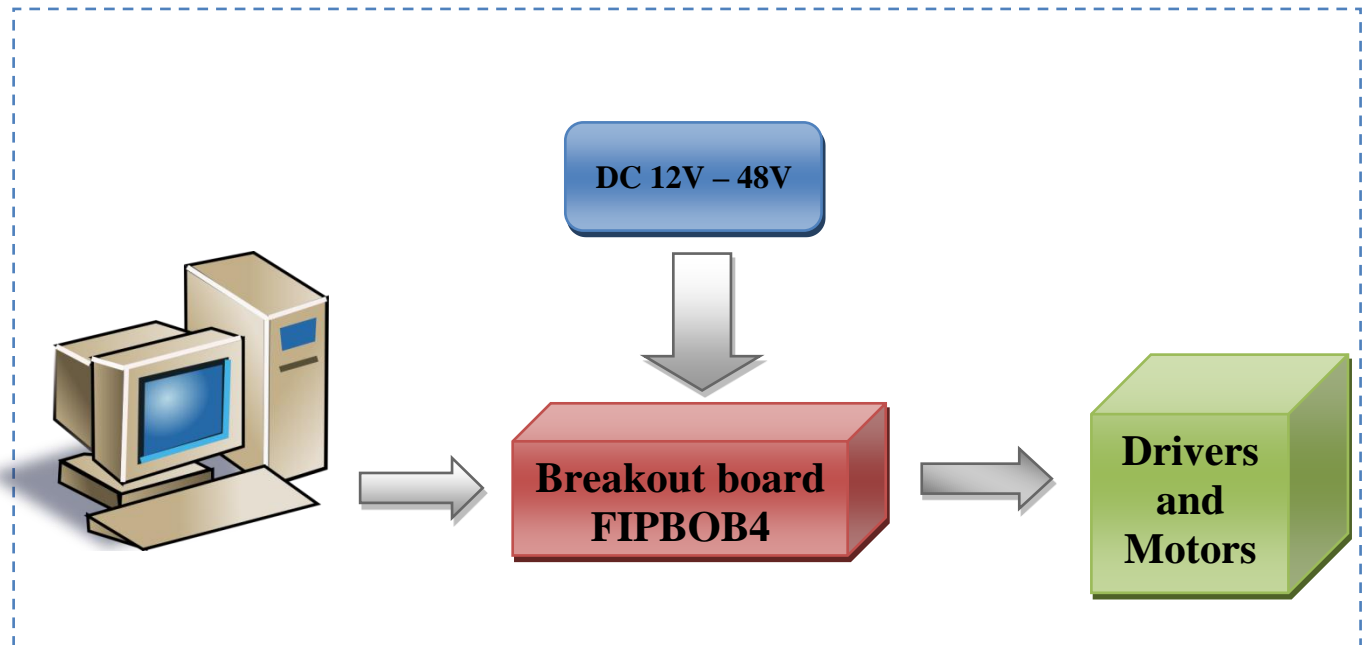 DC 12V – 48V
Breakout board
FIPBOB4
Drivers
and
Motors